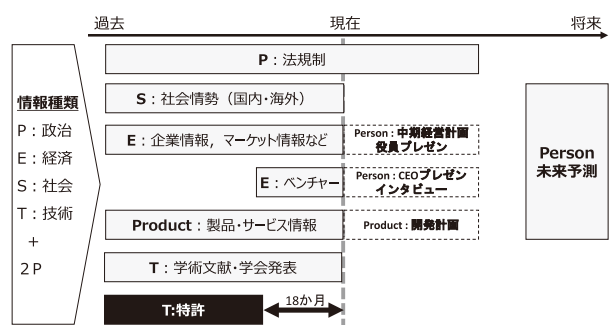 過去
現在
将来
情報種類
P：政治
E：経済
S：社会
T：技術
+
2P
P：法規制
S：社会情勢（国内・海外）
E：企業情報，マーケット情報など
Person：中期経営計画
役員プレゼン
E：ベンチャー
Person：CEOプレゼン
インタビュー
Product：製品・サービス情報
Product：開発計画
T：学術文献・学会発表
T:特許
18か月
Person
未来予測